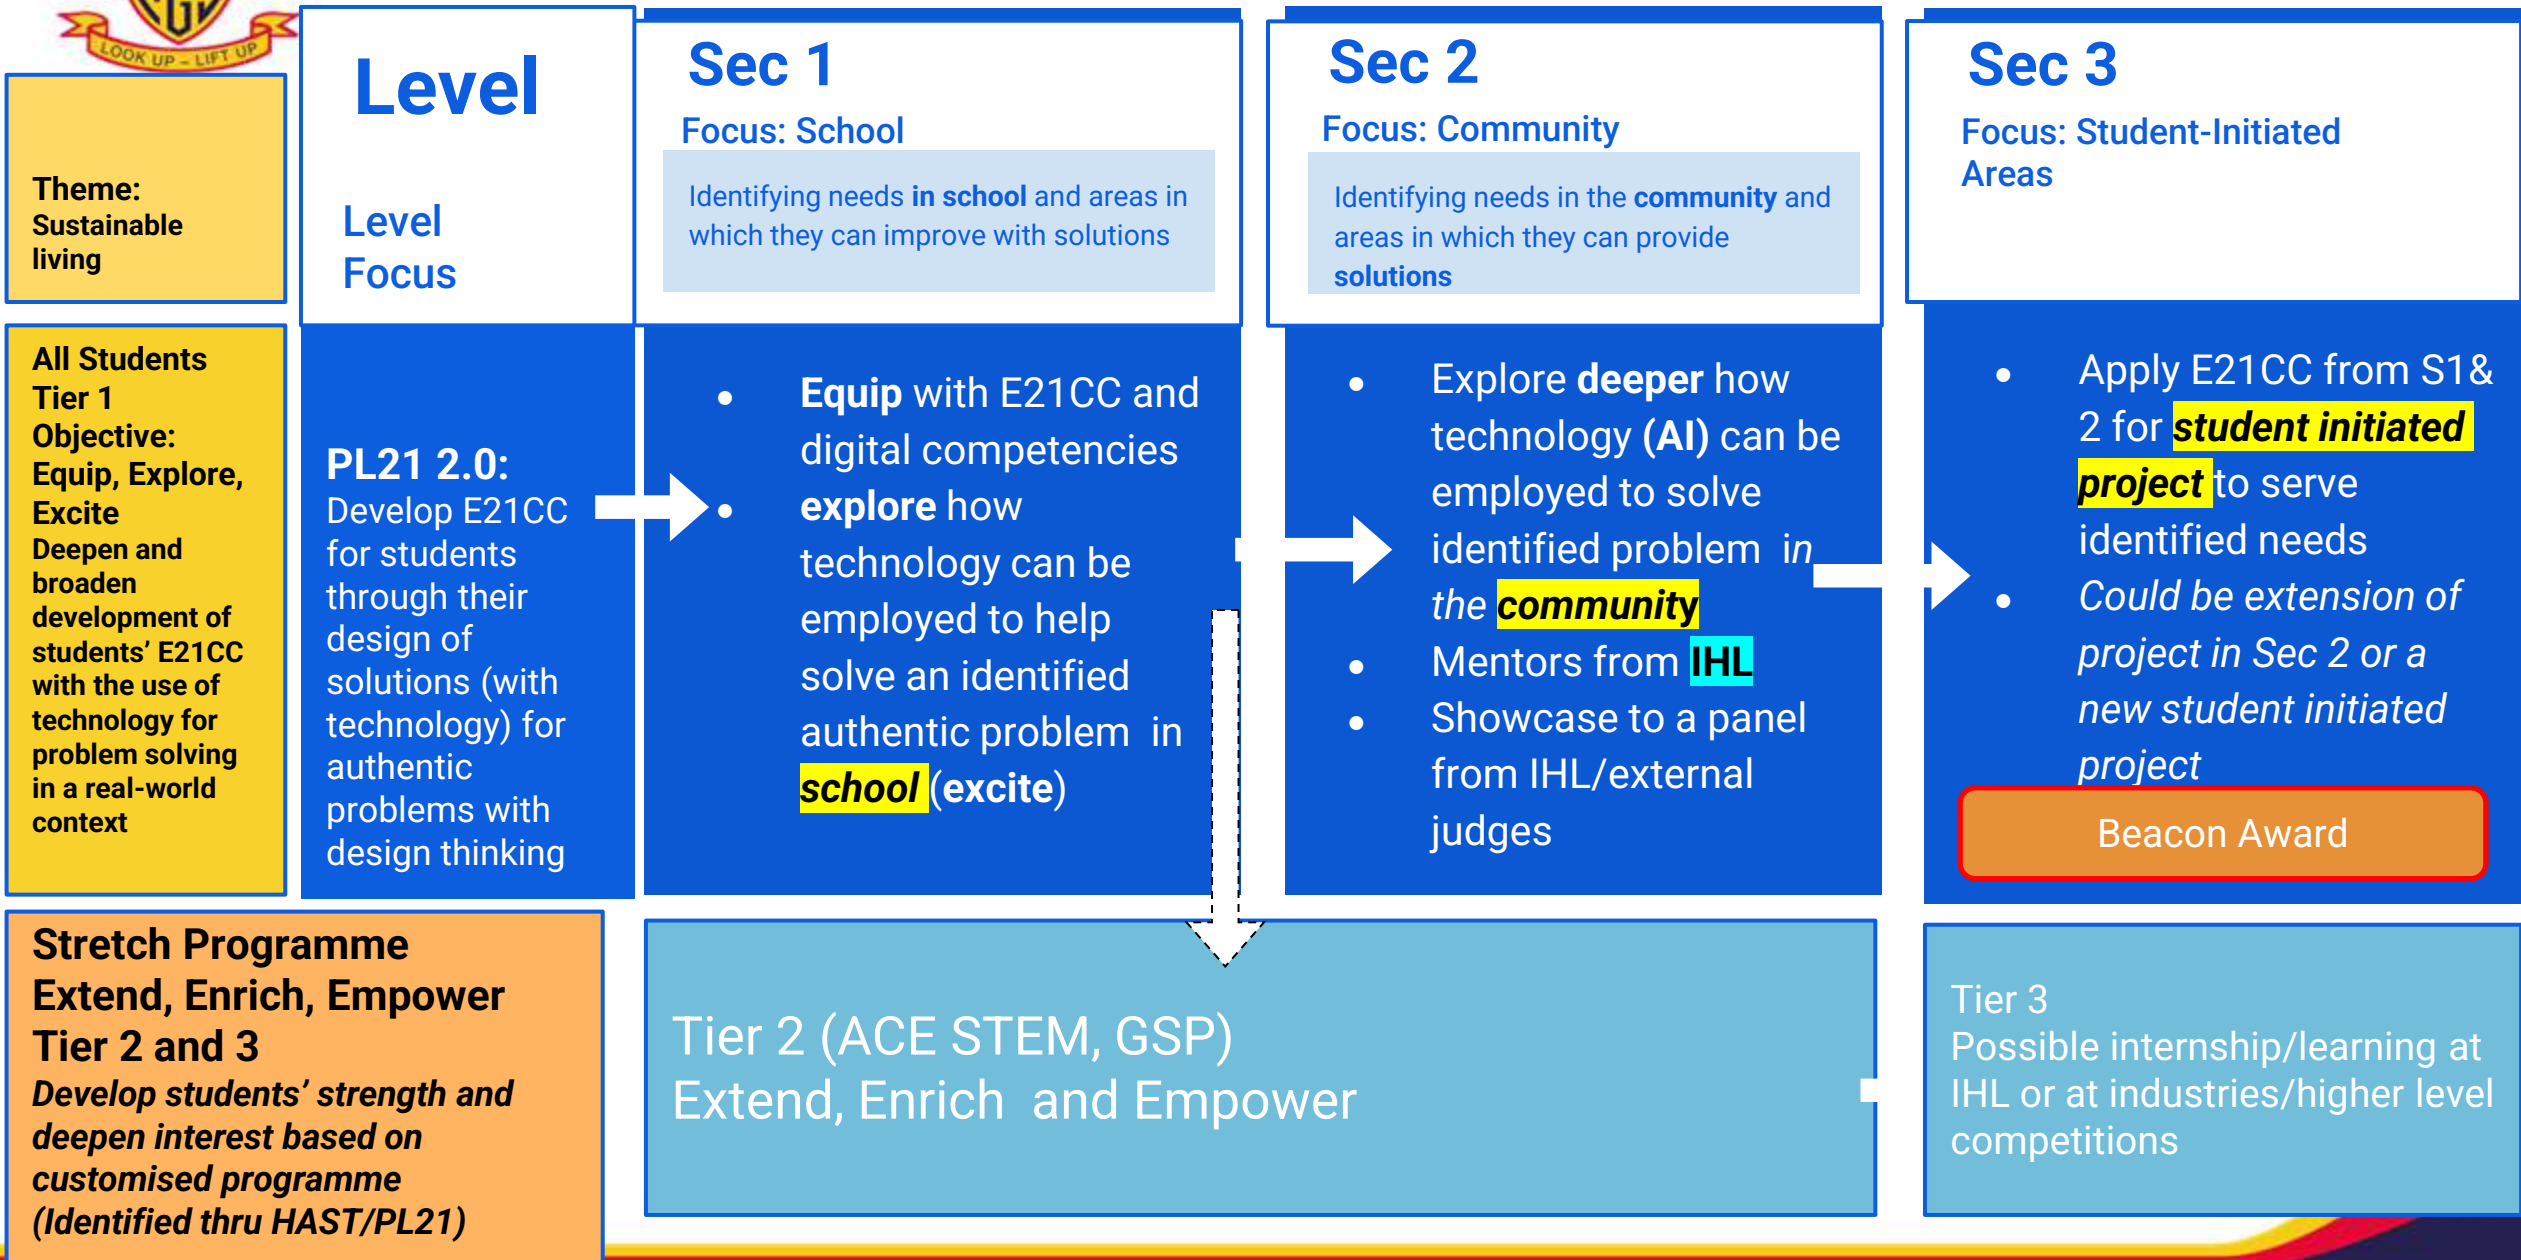 LOOK UP – LIFT UP
Theme:
Sustainable
living
Level
Level
Focus
Sec 1
Focus: School
Identifying needs in school and areas in
which they can improve with solutions
Sec 2
Focus: Community
Identifying needs in the community and
areas in which they can provide
solutions
Sec 3
Focus: Student-Initiated
Areas
All Students
Tier 1
Objective:
Equip, Explore,
Excite
Deepen and
broaden
development of
students’ E21CC
with the use of
technology for
problem solving
in a real-world
context
PL21 2.0:
Develop E21CC
for students
through their
design of
solutions (with
technology) for
authentic
problems with
design thinking
• Equip with E21CC and
digital competencies
• explore how
technology can be
employed to help
solve an identified
authentic problem in
school (excite)
• Explore deeper how
technology (AI) can be
employed to solve
identified problem in
the community
• Mentors from IHL
• Showcase to a panel
from IHL/external
judges
• Apply E21CC from S1&
2 for student initiated
project to serve
identified needs
• Could be extension of
project in Sec 2 or a
new student initiated
project
Beacon Award
Stretch Programme
Extend, Enrich, Empower
Tier 2 and 3
Develop students’ strength and
deepen interest based on
customised programme
(Identified thru HAST/PL21)
Tier 2 (ACE STEM, GSP)
Extend, Enrich and Empower
Tier 3
Possible internship/learning at
IHL or at industries/higher level
competitions